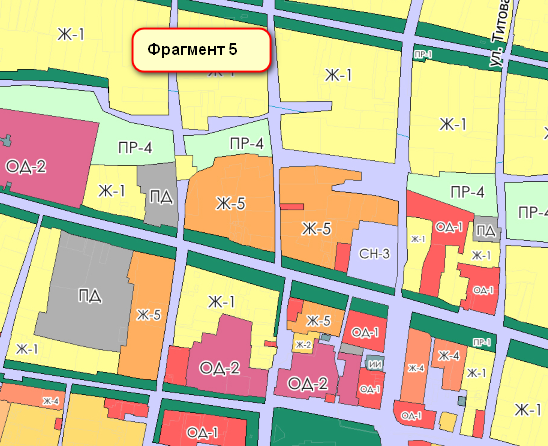 Ж-1
Фрагмент 5
Ж-1
Ж-1
ПР-1
ул. Титова
Ж-1
Ж-1
ПР-4
ПР-4
ОД-2
Ж-1
ПД
Ж-5
Ж-5
ПР-4
ПР-4
ОД-1
ПД
Ж-1
Ж-1
СН-3
ОД-1
ПД
Ж-5
Ж-1
Ж-5
ОД-1
Ж-2
ПР-1
Ж-1
ОД-2
ИИ
Ж-4
Ж-4
Ж-1
ОД-2
ОД-1
Ж-1
Ж-4
ОД-1
ОД-1